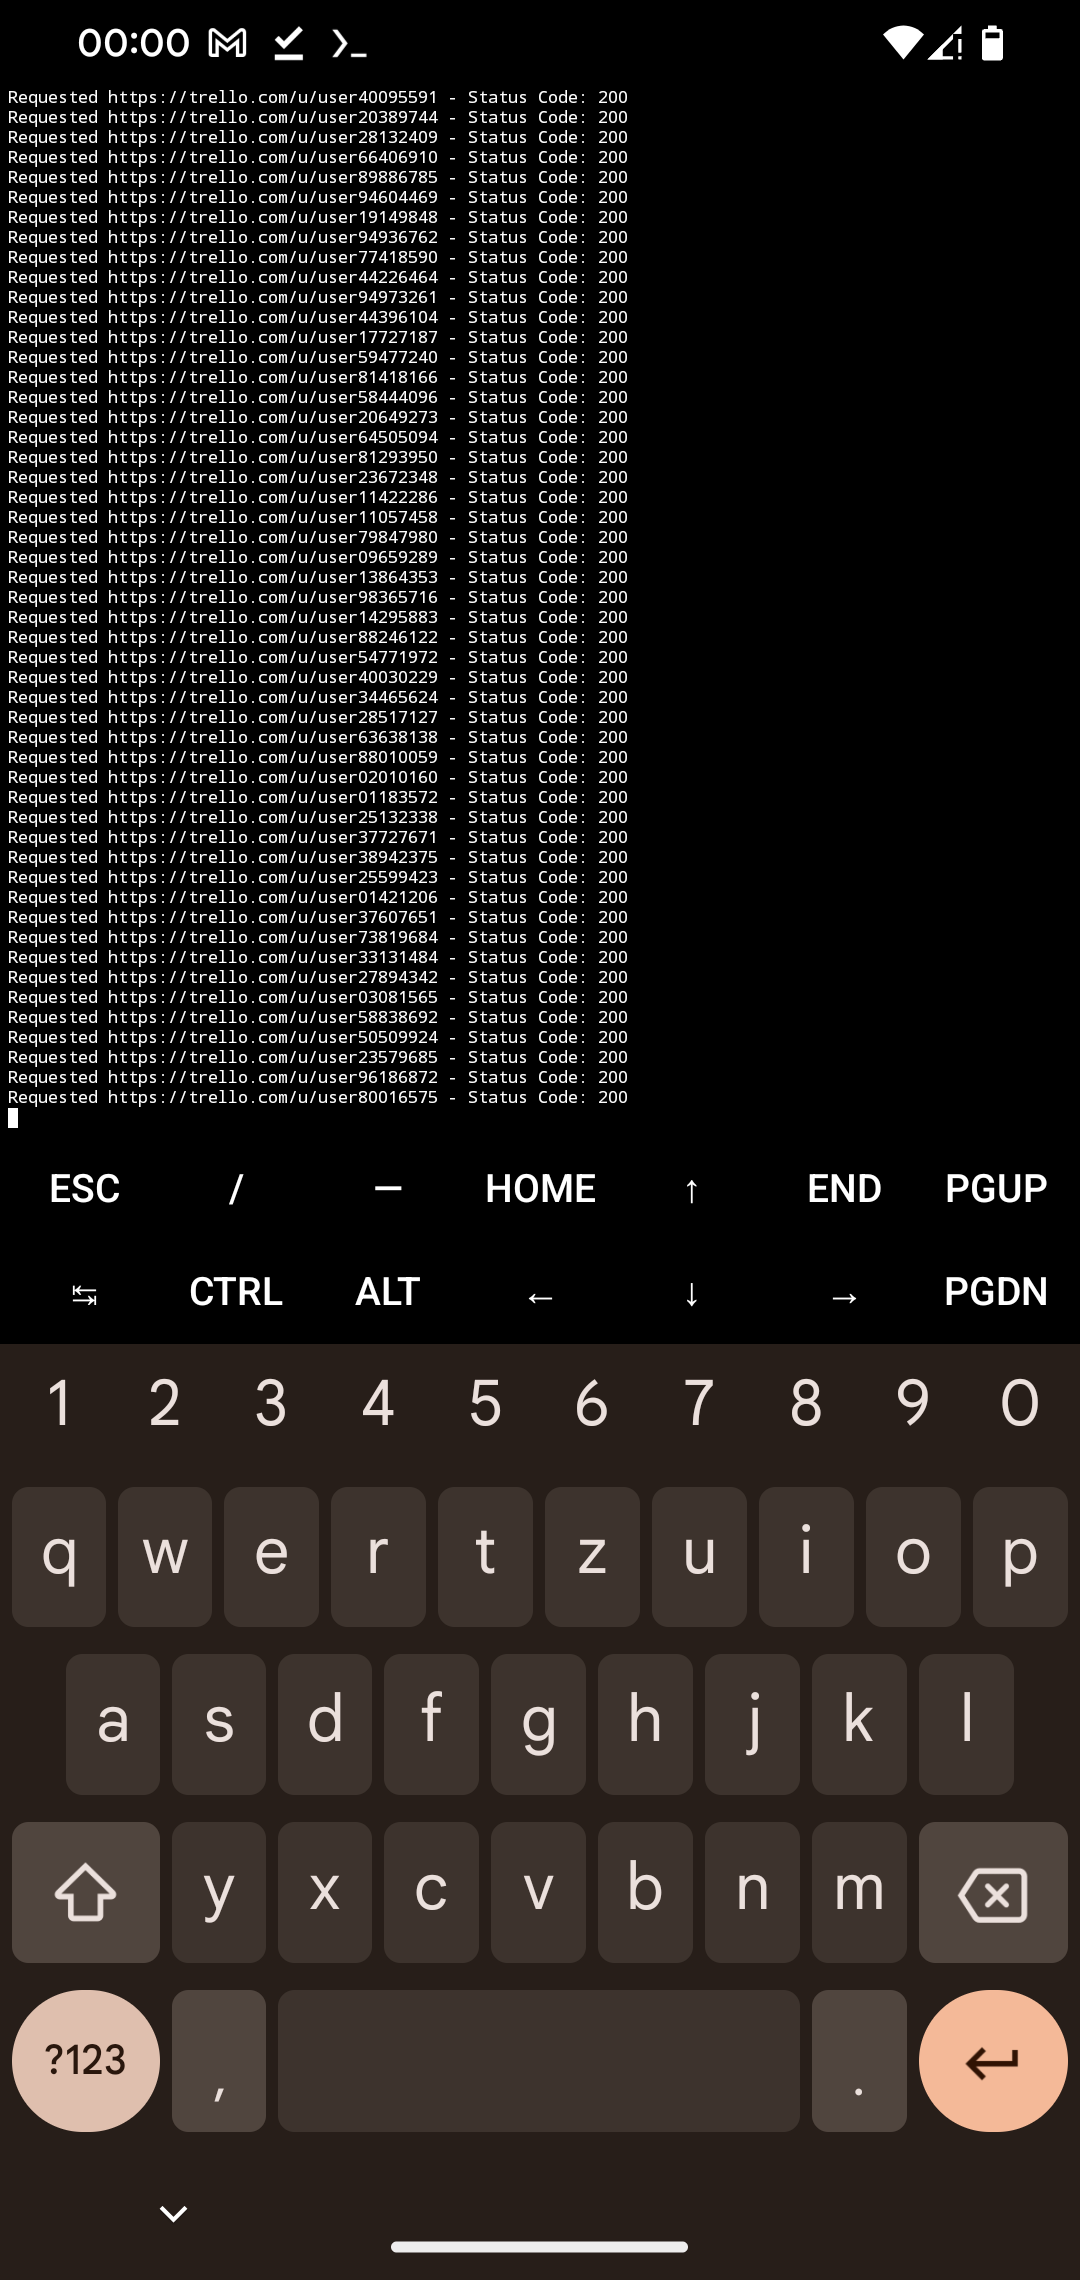 00:00
Requested https://trello.com/u/user40095591 - Status Code: 200
Requested https://trello.com/u/user20389744 - Status Code: 200
Requested https://trello.com/u/user28132409 - Status Code: 200
Requested https://trello.com/u/user66406910 - Status Code: 200
Requested https://trello.com/u/user89886785 - Status Code: 200
Requested https://trello.com/u/user94604469 - Status Code: 200
Requested https://trello.com/u/user19149848 - Status Code: 200
Requested https://trello.com/u/user94936762 - Status Code: 200
Requested https://trello.com/u/user77418590 - Status Code: 200
Requested https://trello.com/u/user44226464 - Status Code: 200
Requested https://trello.com/u/user94973261 - Status Code: 200
Requested https://trello.com/u/user44396104 - Status Code: 200
Requested https://trello.com/u/user17727187 - Status Code: 200
Requested https://trello.com/u/user59477240 - Status Code: 200
Requested https://trello.com/u/user81418166 - Status Code: 200
Requested https://trello.com/u/user58444096 - Status Code: 200
Requested https://trello.com/u/user20649273 - Status Code: 200
Requested https://trello.com/u/user64505094 - Status Code: 200
Requested https://trello.com/u/user81293950 - Status Code: 200
Requested https://trello.com/u/user23672348 - Status Code: 200
Requested https://trello.com/u/user11422286 - Status Code: 200
Requested https://trello.com/u/user11057458 - Status Code: 200
Requested https://trello.com/u/user79847980 - Status Code: 200
Requested https://trello.com/u/user09659289 - Status Code: 200
Requested https://trello.com/u/user13864353 - Status Code: 200
Requested https://trello.com/u/user98365716 - Status Code: 200
Requested https://trello.com/u/user14295883 - Status Code: 200
Requested https://trello.com/u/user88246122 - Status Code: 200
Requested https://trello.com/u/user54771972 - Status Code: 200
Requested https://trello.com/u/user40030229 - Status Code: 200
Requested https://trello.com/u/user34465624 - Status Code: 200
Requested https://trello.com/u/user28517127 - Status Code: 200
Requested https://trello.com/u/user63638138 - Status Code: 200
Requested https://trello.com/u/user88010059 - Status Code: 200
Requested https://trello.com/u/user02010160 - Status Code: 200
Requested https://trello.com/u/user01183572 - Status Code: 200
Requested https://trello.com/u/user25132338 - Status Code: 200
Requested https://trello.com/u/user37727671 - Status Code: 200
Requested https://trello.com/u/user38942375 - Status Code: 200
Requested https://trello.com/u/user25599423 - Status Code: 200
Requested https://trello.com/u/user01421206 - Status Code: 200
Requested https://trello.com/u/user37607651 - Status Code: 200
Requested https://trello.com/u/user73819684 - Status Code: 200
Requested https://trello.com/u/user33131484 - Status Code: 200
Requested https://trello.com/u/user27894342 - Status Code: 200
Requested https://trello.com/u/user03081565 - Status Code: 200
Requested https://trello.com/u/user58838692 - Status Code: 200
Requested https://trello.com/u/user50509924 - Status Code: 200
Requested https://trello.com/u/user23579685 - Status Code: 200
Requested https://trello.com/u/user96186872 - Status Code: 200
Requested https://trello.com/u/user80016575 - Status Code: 200
ESC / — HOME ↑ END PGUP
↹ CTRL ALT ← ↓ → PGDN
1 2 3 4 5 6 7 8 9 0
q w e r t z u i o p
a s d f g h j k l
y x c v b n m
?123 , .